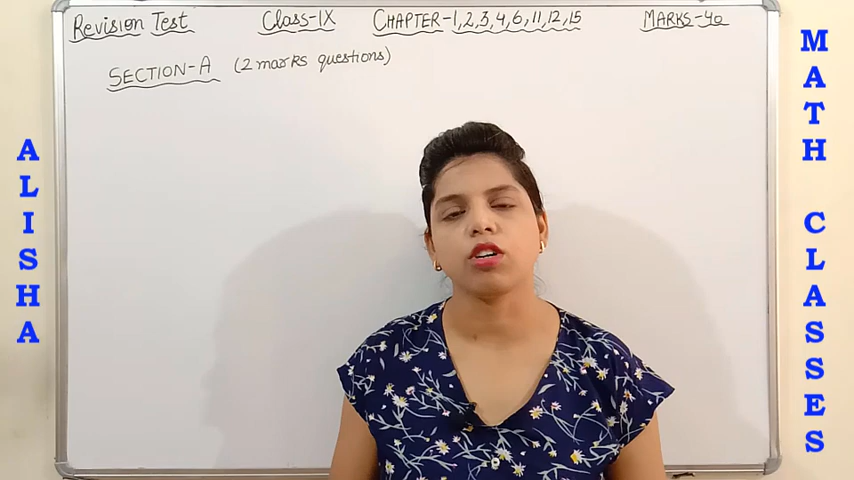 Revision Test Class-IX CHAPTER-1,2,3,4,6,11,12,15 MARKS-40
SECTION-A (2 marks questions)
ALISHA
MATH CLASSES